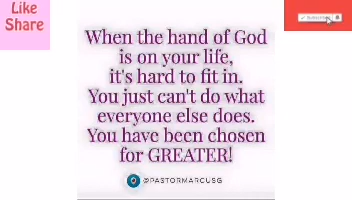 Like
Share
SUBSCRIBE
When the hand of God
is on your life,
it's hard to fit in.
You just can't do what
everyone else does.
You have been chosen
for GREATER!
@PASTORMARCUSG